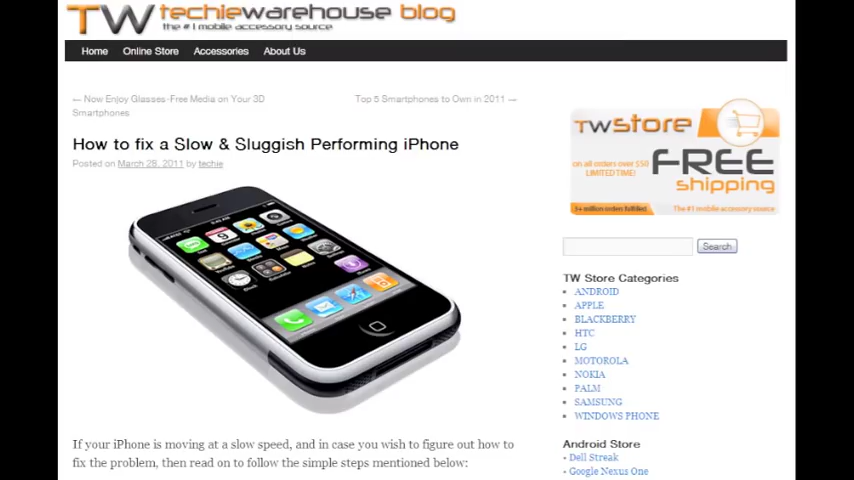 TW techiewarehouse blog
the #1 mobile accessory source
Home Online Store Accessories About Us
← Now Enjoy Glasses-Free Media on Your 3D
Smartphones
Top 5 Smartphones to Own in 2011 →
How to fix a Slow & Sluggish Performing iPhone
Posted on March 28, 2011 by techie
If your iPhone is moving at a slow speed, and in case you wish to figure out how to
fix the problem, then read on to follow the simple steps mentioned below:
TWstore
on all orders over $50
LIMITED TIME!
FREE
shipping
The #1 mobile accessory source
Search
TW Store Categories
ANDROID
APPLE
BLACKBERRY
HTC
LG
MOTOROLA
NOKIA
PALM
SAMSUNG
WINDOWS PHONE
Android Store
• Dell Streak
• Google Nexus One